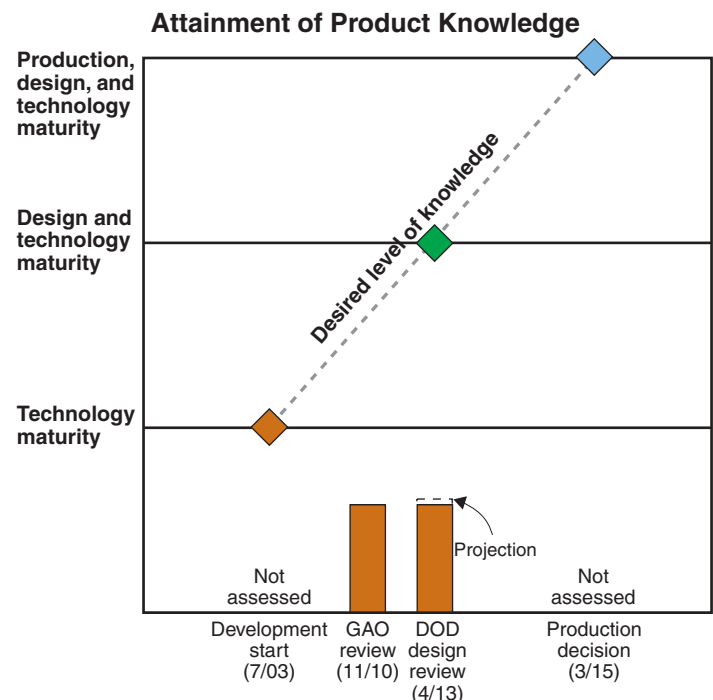 Attainment of Product Knowledge
Production,
design, and
technology
maturity
Design and
technology
maturity
Technology
maturity
Desired level of knowledge
Projection
Not
assessed
Not
assessed
Development
start
(7/03)
GAO
review
(11/10)
DOD
design
review
(4/13)
Production
decision
(3/15)